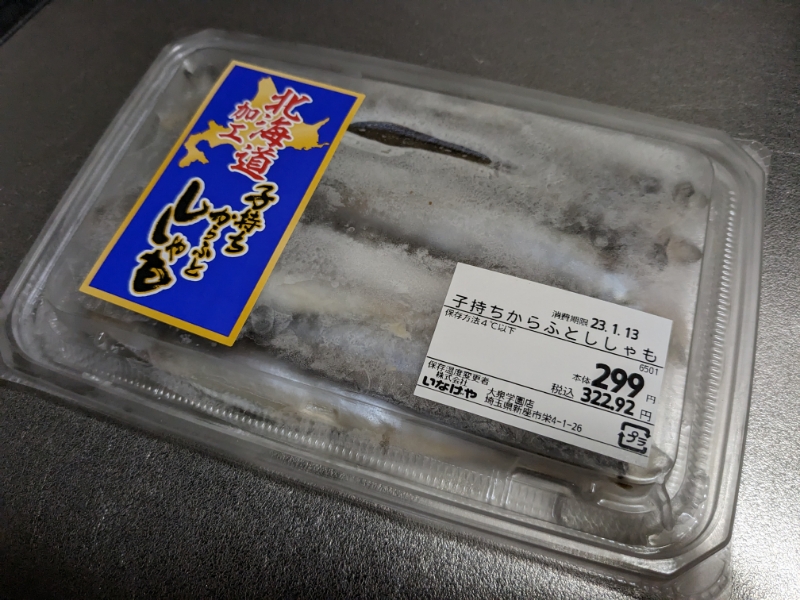 北海道
加工
子持ち
からふと
ししゃも
消費期限 23.1.13
子持ちからふとししゃも
保存方法4℃以下
6501
本体 299 円
税込 322.92 円
保存温度変更者
株式会社
いなげや 大泉学園店
埼玉県新座市栄4-1-26
プラ